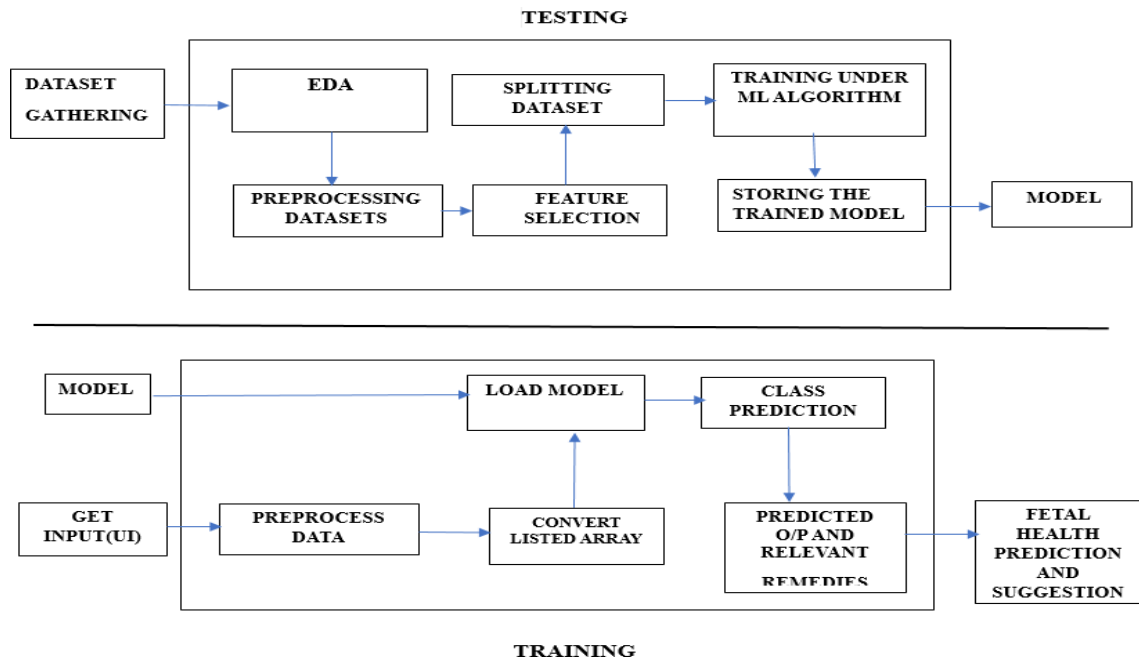 TESTING
DATASET
GATHERING
EDA
PREPROCESSING
DATASETS
FEATURE
SELECTION
SPLITTING
DATASET
TRAINING UNDER
ML ALGORITHM
STORING THE
TRAINED MODEL
MODEL
MODEL
LOAD MODEL
CLASS
PREDICTION
GET
INPUT(UI)
PREPROCESS
DATA
CONVERT
LISTED ARRAY
PREDICTED
O/P AND
RELEVANT
REMEDIES
FETAL
HEALTH
PREDICTION
AND
SUGGESTION
TRAINING